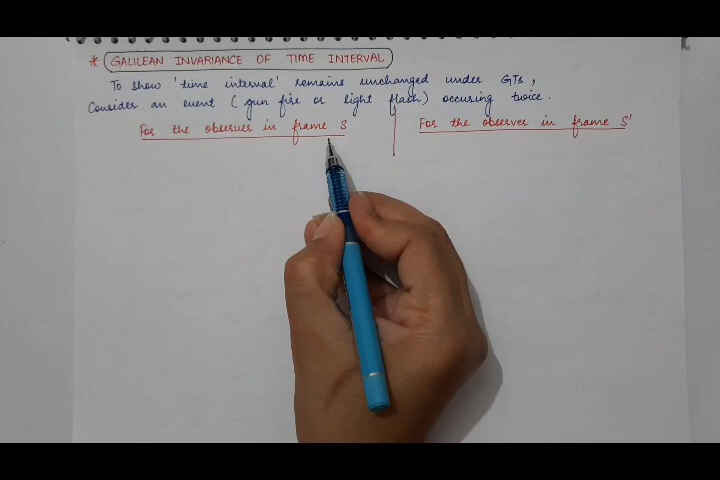 * GALILEAN INVARIANCE OF TIME INTERVAL
To show 'time interval' remains unchanged under GTs,
Consider an event (gun fire or light flash) occuring twice.
For the observer in frame S
For the observer in frame S'